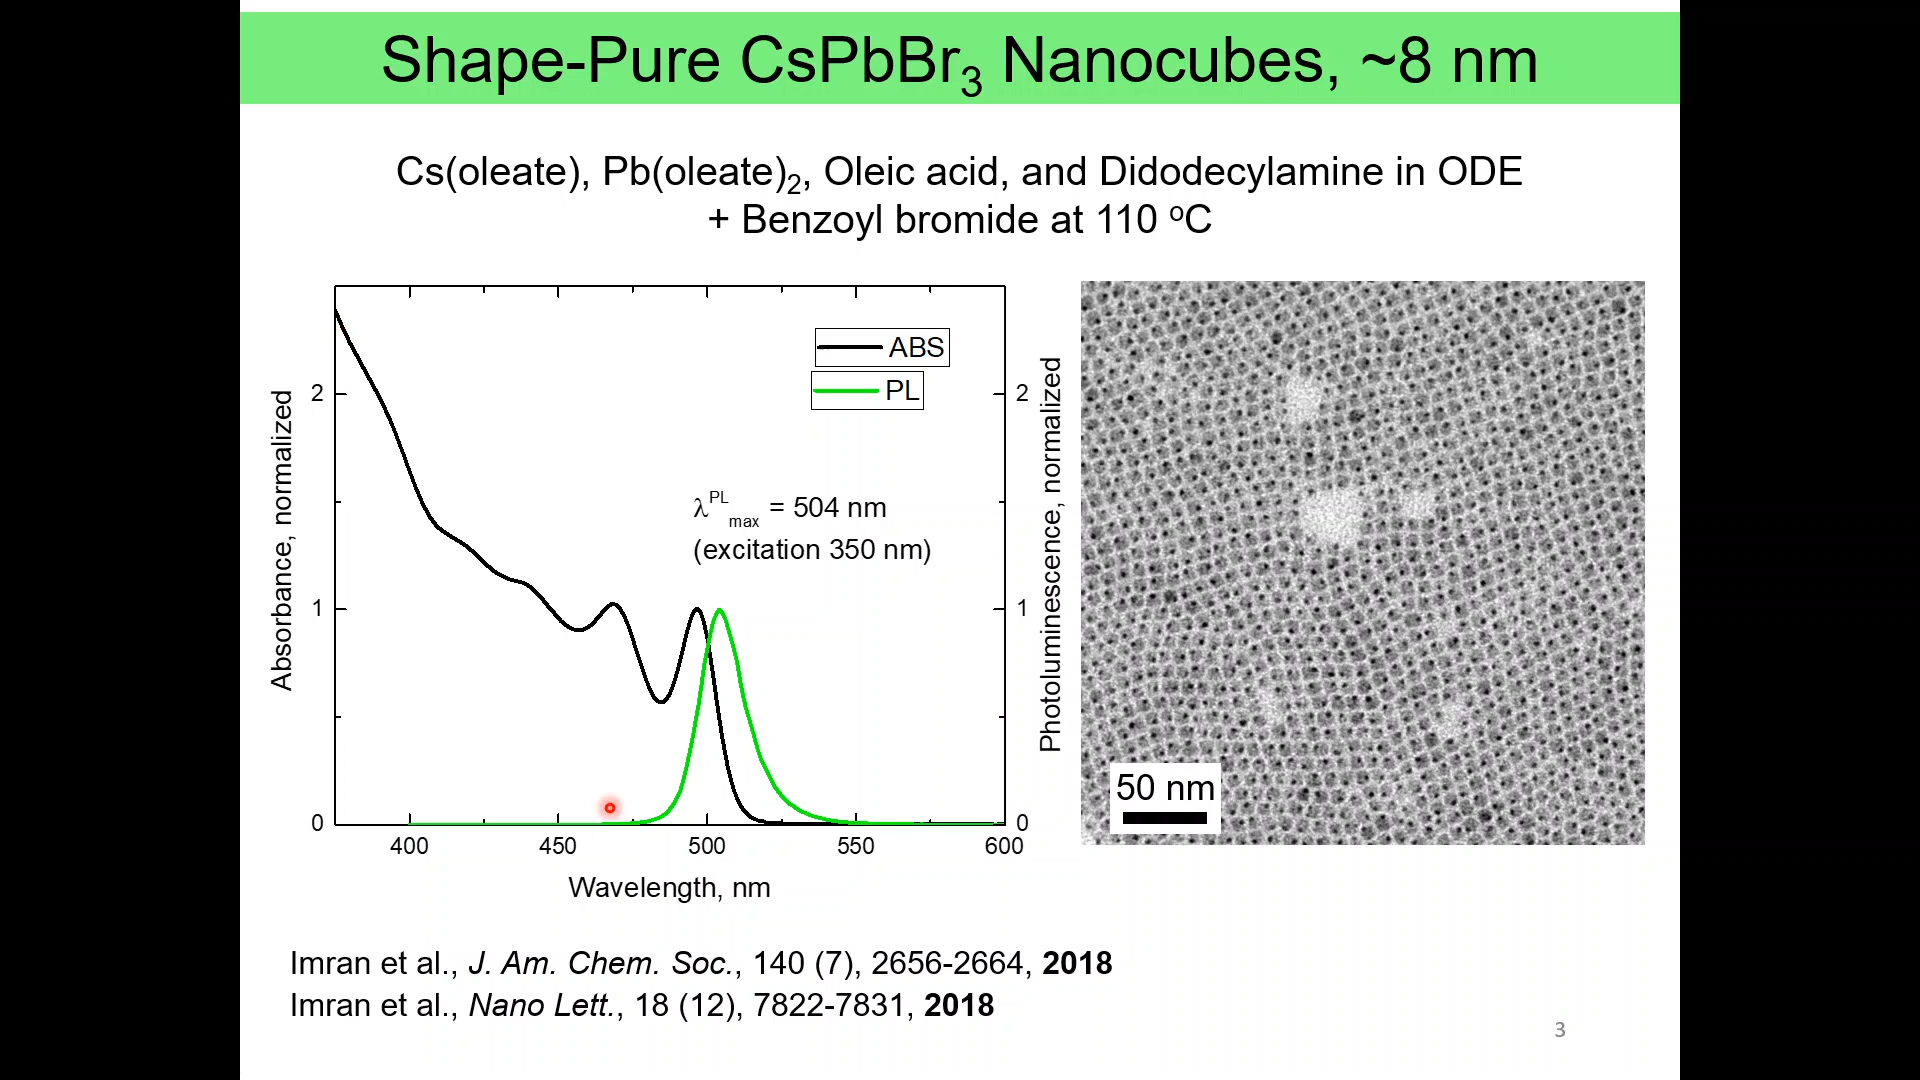 Shape-Pure CsPbBr₃ Nanocubes, ~8 nm
Cs(oleate), Pb(oleate)₂, Oleic acid, and Didodecylamine in ODE
+ Benzoyl bromide at 110 ºC
ABS
PL
λᴾᴸmax = 504 nm
(excitation 350 nm)
Absorbance, normalized
2
1
0
2
1
0
Photoluminescence, normalized
400 450 500 550 600
Wavelength, nm
50 nm
Imran et al., J. Am. Chem. Soc., 140 (7), 2656-2664, 2018
Imran et al., Nano Lett., 18 (12), 7822-7831, 2018
3